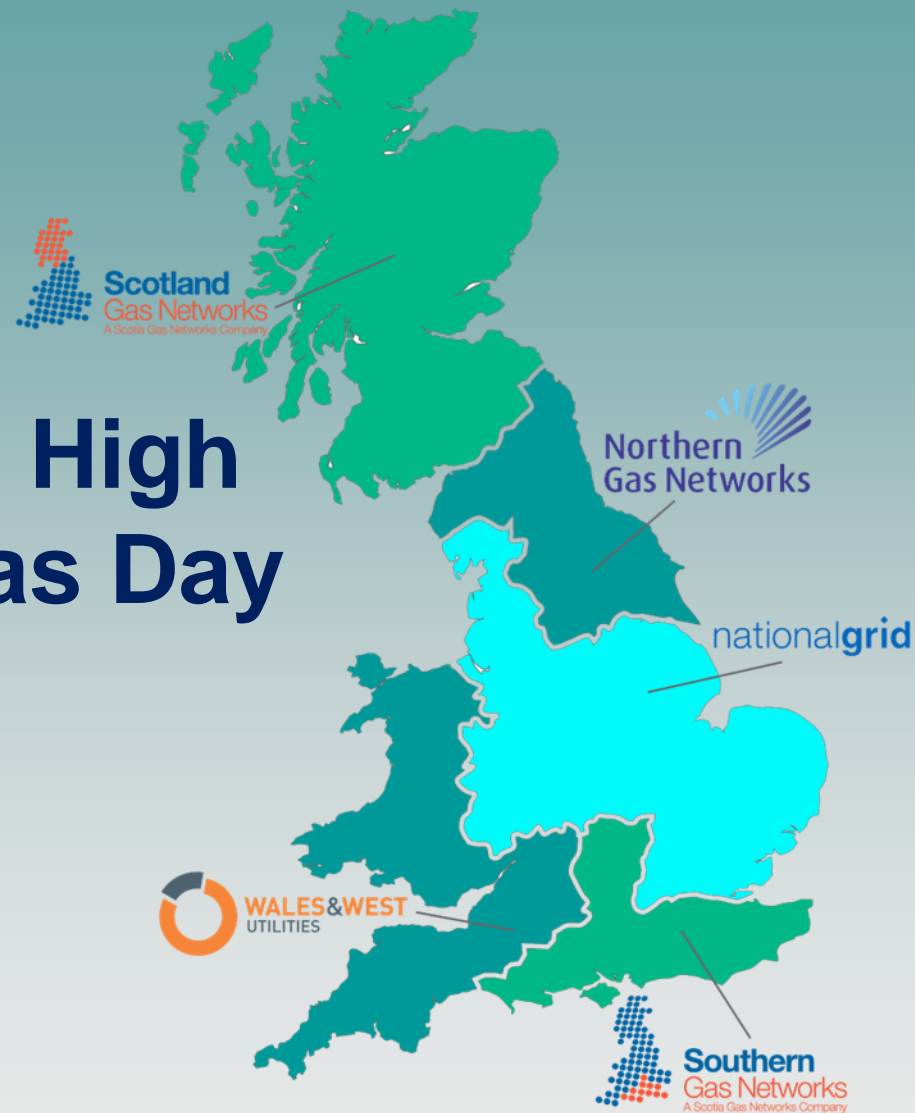 Scotland
Gas Networks
A Scotia Gas Networks Company
High
as Day
Northern
Gas Networks
nationalgrid
WALES&WEST
UTILITIES
Southern
Gas Networks
A Scotia Gas Networks Company